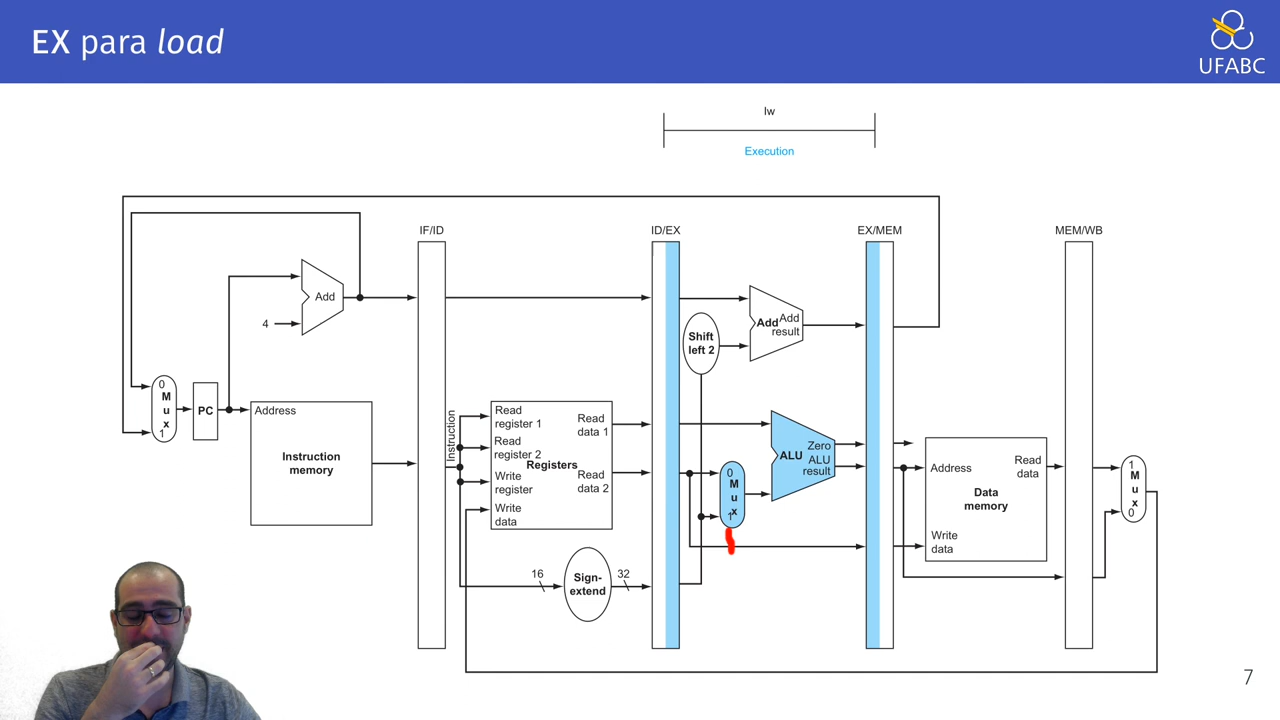 EX para load
UFABC
lw
Execution
IF/ID
ID/EX
EX/MEM
MEM/WB
Add
4
Shift
left 2
Add
Add
result
0
M
u
x
1
PC
Address
Instruction
memory
Instruction
Read
register 1
Read
register 2
Write
register
Write
data
Registers
Read
data 1
Read
data 2
16
Sign-
extend
32
0
M
u
x
1
ALU
Zero
ALU
result
Address
Read
data
Data
memory
Write
data
1
M
u
x
0
7